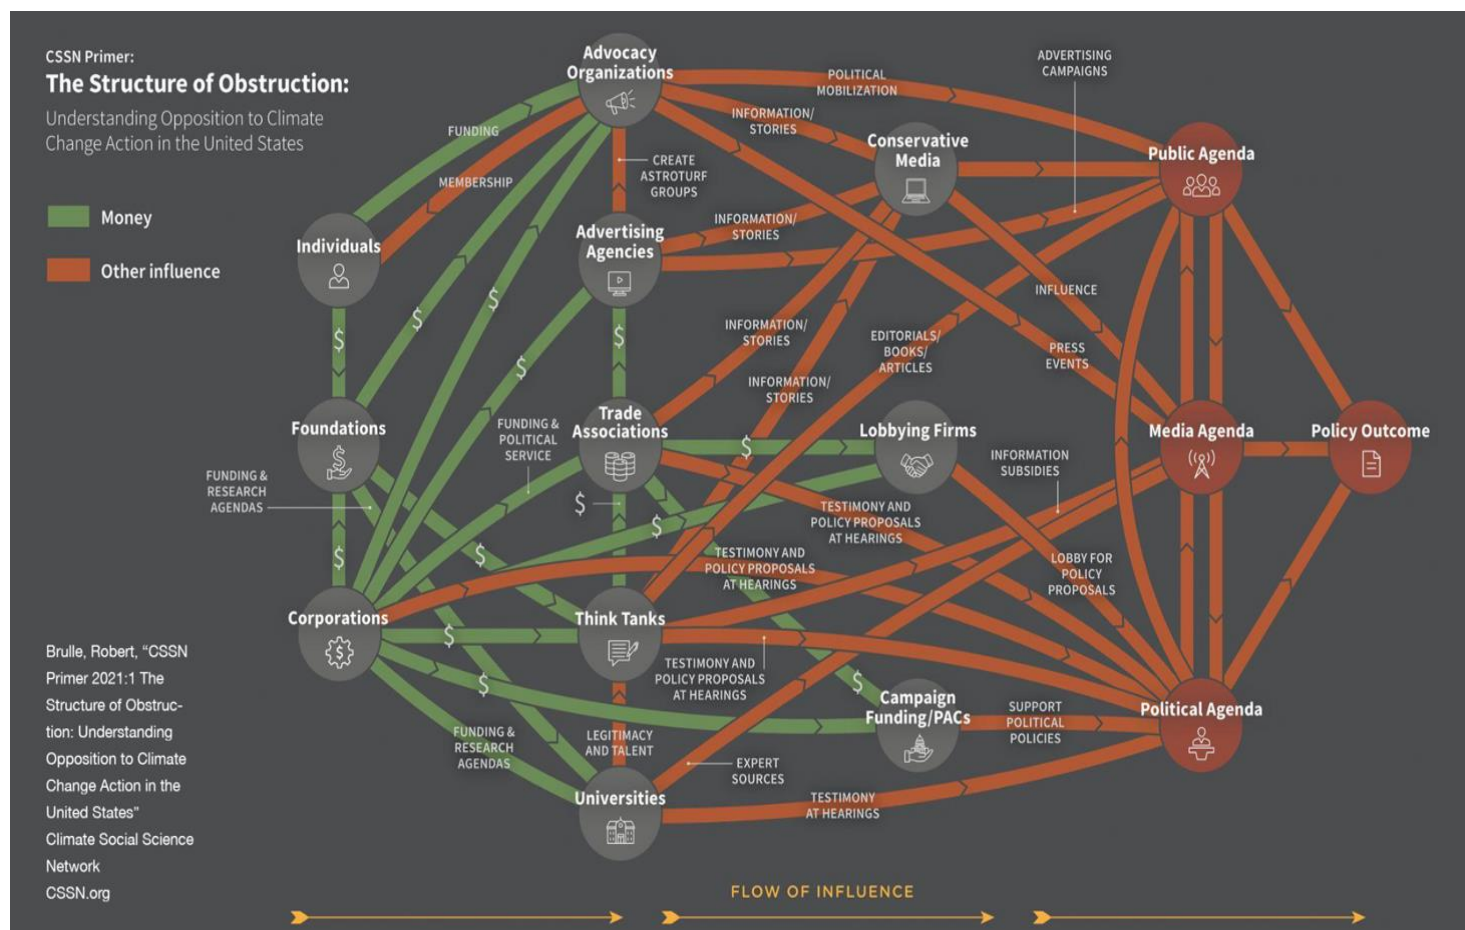 CSSN Primer:
The Structure of Obstruction:
Understanding Opposition to Climate
Change Action in the United States
Money
Other influence
Advocacy
Organizations
FUNDING
MEMBERSHIP
CREATE
ASTROTURF
GROUPS
POLITICAL
MOBILIZATION
INFORMATION/
STORIES
ADVERTISING
CAMPAIGNS
Conservative
Media
Public Agenda
Individuals
Advertising
Agencies
INFORMATION/
STORIES
$
$
$
$
$
INFORMATION/
STORIES
INFORMATION/
STORIES
EDITORIALS/
BOOKS/
ARTICLES
INFLUENCE
PRESS
EVENTS
Foundations
FUNDING &
POLITICAL
SERVICE
Trade
Associations
$
Lobbying Firms
Media Agenda
Policy Outcome
FUNDING &
RESEARCH
AGENDAS
$
$
$
$
INFORMATION
SUBSIDIES
TESTIMONY AND
POLICY PROPOSALS
AT HEARINGS
TESTIMONY AND
POLICY PROPOSALS
AT HEARINGS
LOBBY FOR
POLICY
PROPOSALS
Corporations
$
$
Think Tanks
TESTIMONY AND
POLICY PROPOSALS
AT HEARINGS
$
$
Campaign
Funding/PACs
SUPPORT
POLITICAL
POLICIES
Political Agenda
FUNDING &
RESEARCH
AGENDAS
LEGITIMACY
AND TALENT
EXPERT
SOURCES
Universities
TESTIMONY
AT HEARINGS
Brulle, Robert, “CSSN
Primer 2021:1 The
Structure of Obstruc-
tion: Understanding
Opposition to Climate
Change Action in the
United States”
Climate Social Science
Network
CSSN.org
FLOW OF INFLUENCE